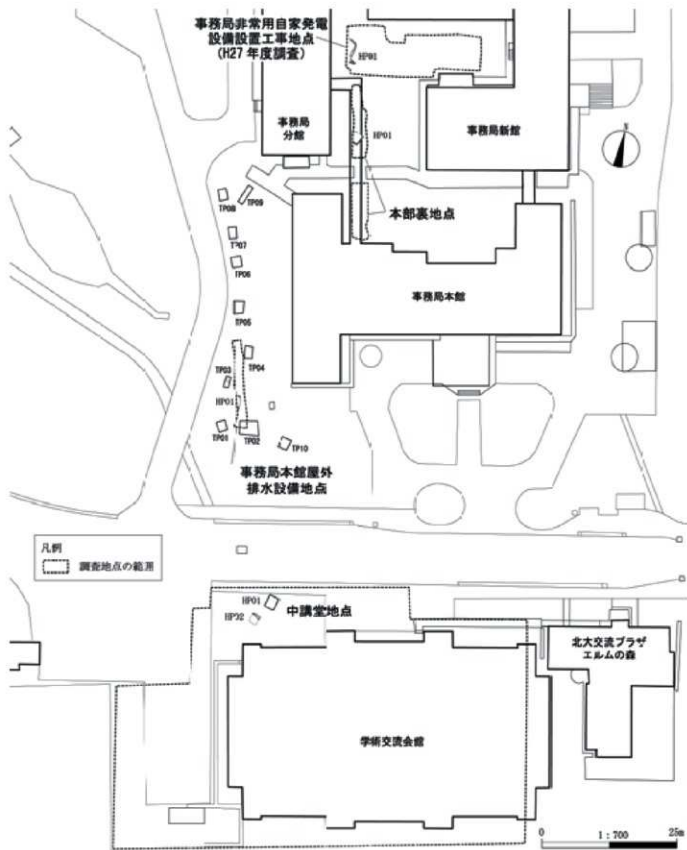 事務局非常用自家発電
設備設置工事地点
(H27 年度調査)
HP01
事務局
分館
HP01
事務局新館
N
TP08
TP09
本部裏地点
TP07
TP06
事務局本館
TP05
TP03
TP04
HP01
TP01
TP02
TP10
事務局本館屋外
排水設備地点
凡例
調査地点の範囲
HP01
中講堂地点
HP02
北大交流プラザ
エルムの森
学術交流会館
0
1:700
25m